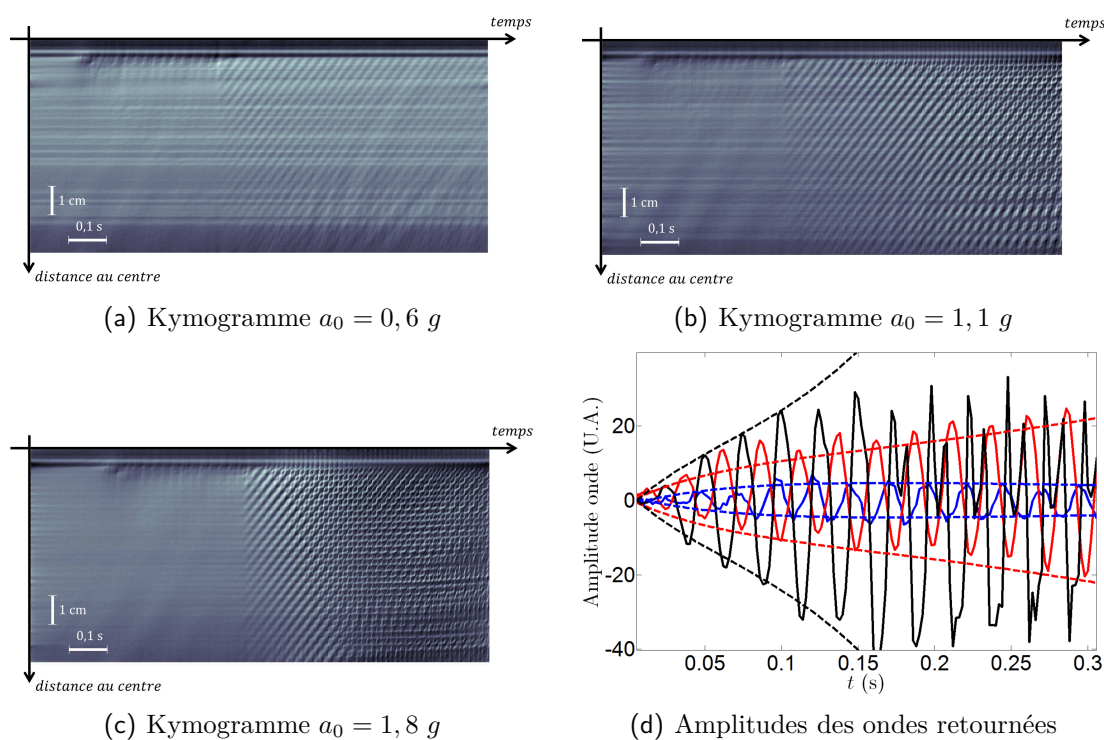 temps
1 cm
0,1 s
distance au centre
(a) Kymogramme a₀ = 0, 6 g
temps
1 cm
0,1 s
distance au centre
(b) Kymogramme a₀ = 1, 1 g
temps
1 cm
0,1 s
distance au centre
(c) Kymogramme a₀ = 1, 8 g
Amplitude onde (U.A.)
20
0
-20
-40
0.05 0.1 0.15 0.2 0.25 0.3
t (s)
(d) Amplitudes des ondes retournées